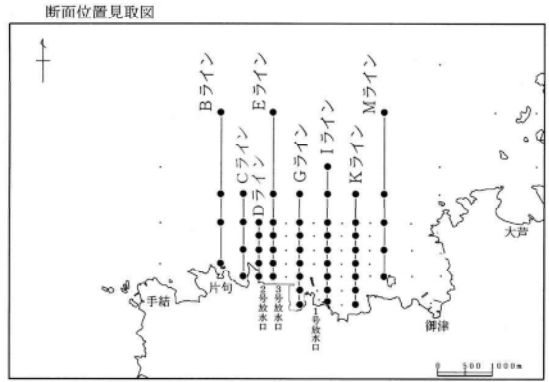 断面位置見取図
Bライン
Cライン
Dライン
Eライン
Gライン
Iライン
Kライン
Mライン
大芦
片句
手結
2号放水口
3号放水口
1号放水口
御津
0 500 1000m